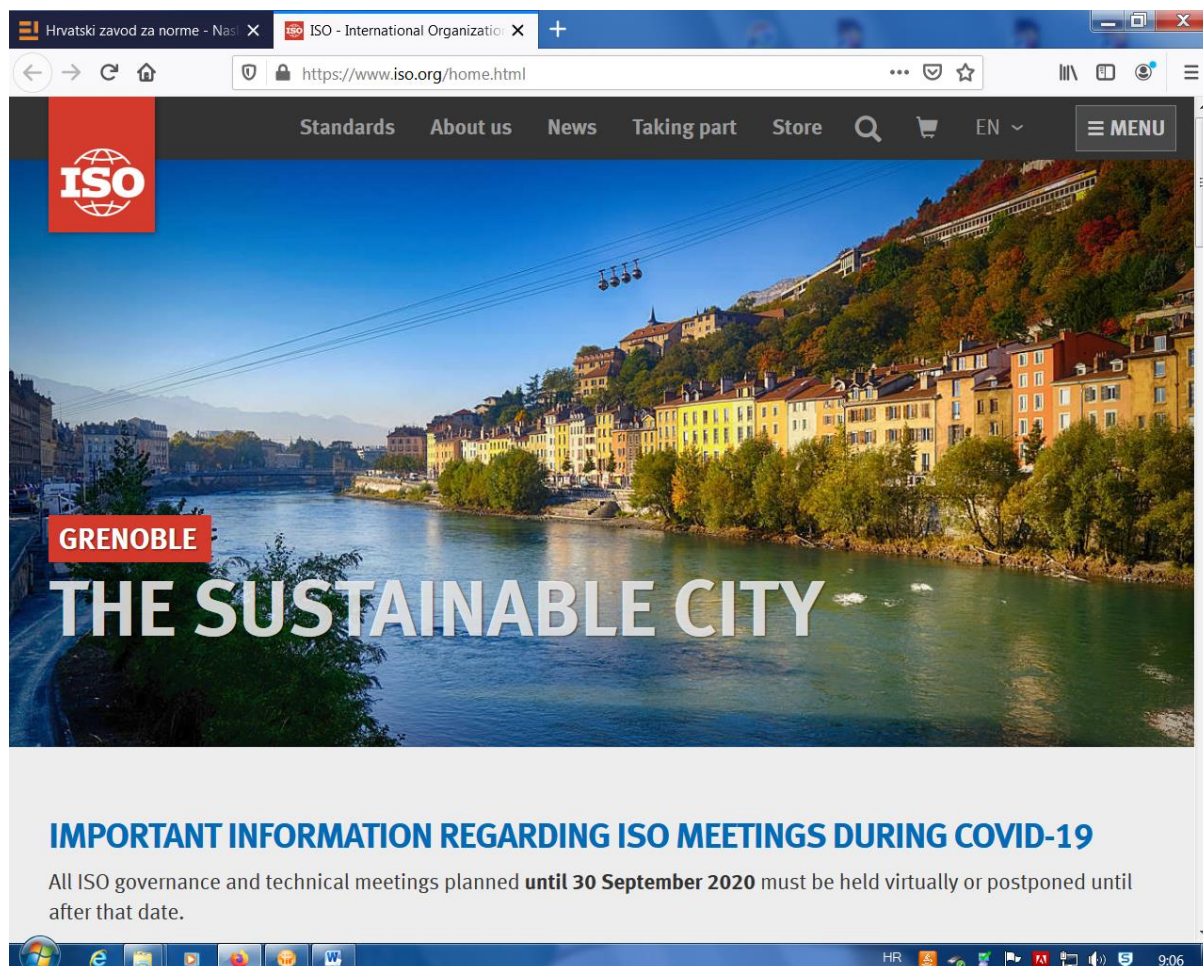 Hrvatski zavod za norme - Nasl
ISO - International Organization
https://www.iso.org/home.html
Standards About us News Taking part Store EN MENU
ISO
GRENOBLE
THE SUSTAINABLE CITY
IMPORTANT INFORMATION REGARDING ISO MEETINGS DURING COVID-19
All ISO governance and technical meetings planned until 30 September 2020 must be held virtually or postponed until
after that date.
HR 9:06